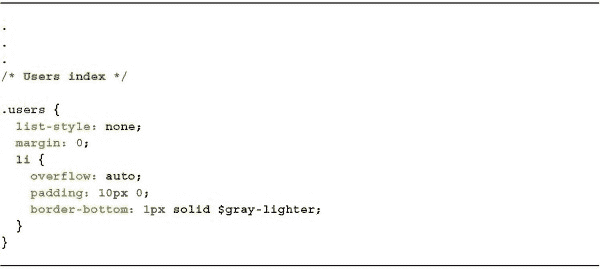 .
.
.
/* Users index */
.users {
  list-style: none;
  margin: 0;
  li {
    overflow: auto;
    padding: 10px 0;
    border-bottom: 1px solid $gray-lighter;
  }
}